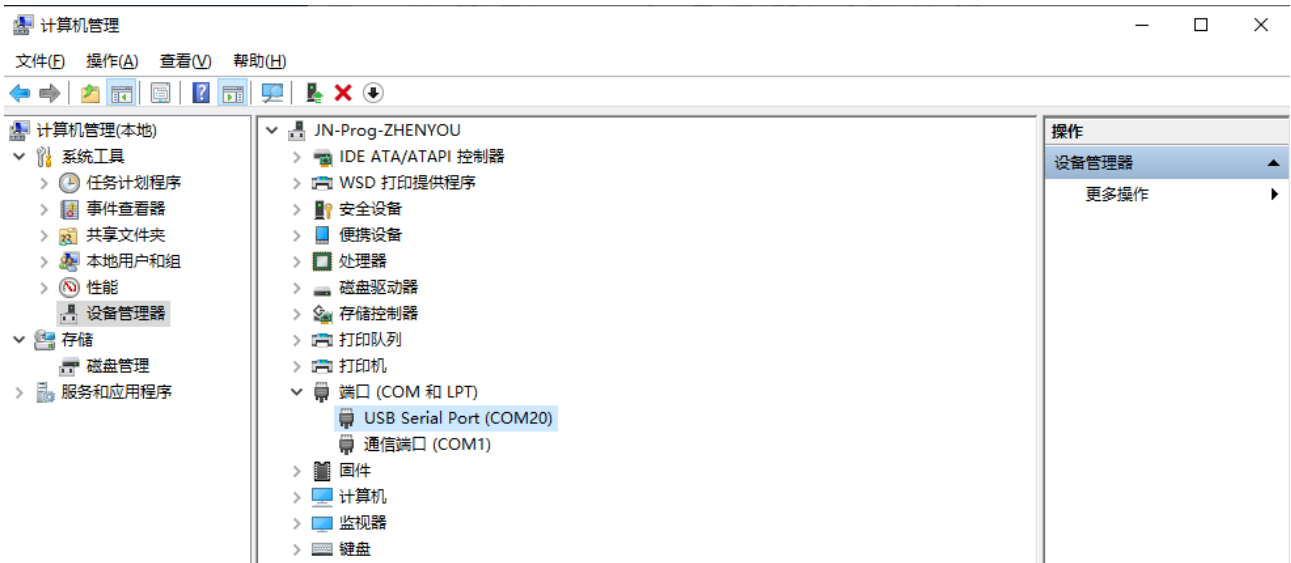 计算机管理
文件(F) 操作(A) 查看(V) 帮助(H)
计算机管理(本地)
系统工具
任务计划程序
事件查看器
共享文件夹
本地用户和组
性能
设备管理器
存储
磁盘管理
服务和应用程序
JN-Prog-ZHENYOU
IDE ATA/ATAPI 控制器
WSD 打印提供程序
安全设备
便携设备
处理器
磁盘驱动器
存储控制器
打印队列
打印机
端口 (COM 和 LPT)
USB Serial Port (COM20)
通信端口 (COM1)
固件
计算机
监视器
键盘
操作
设备管理器
更多操作